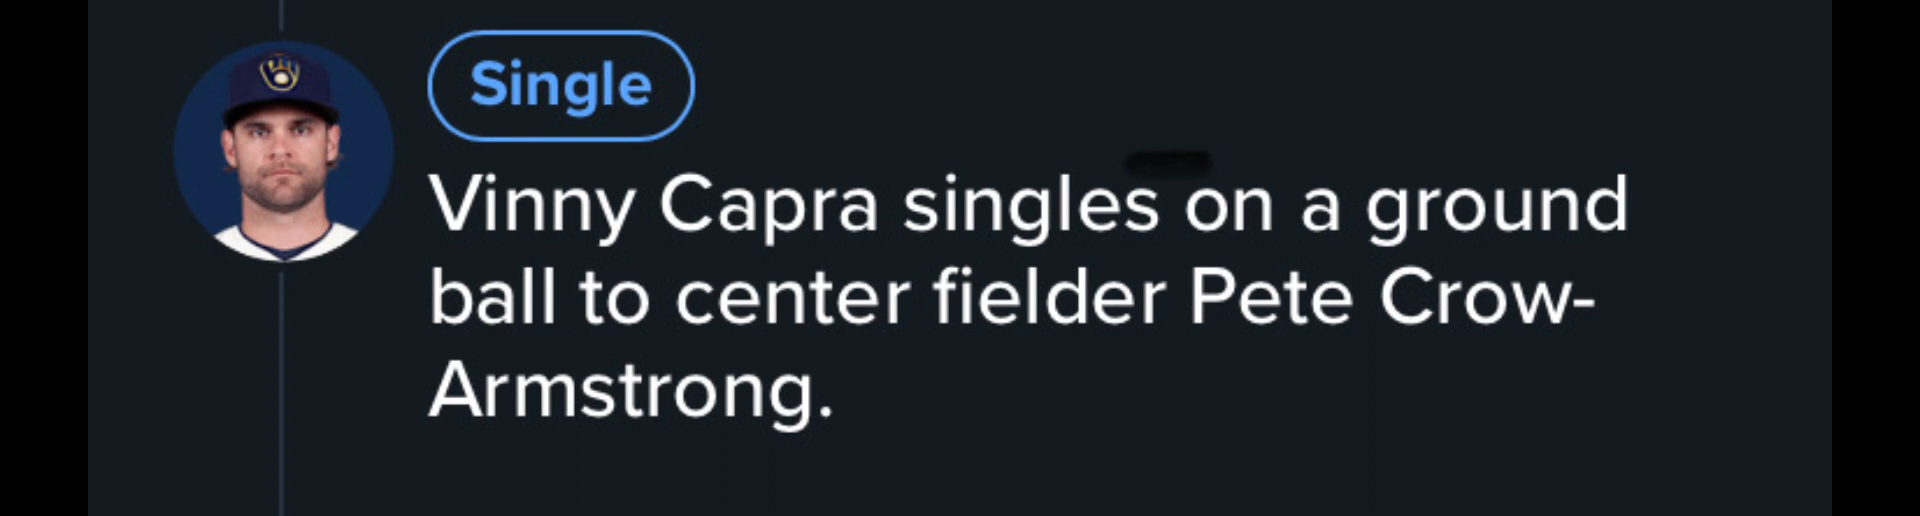 Single
Vinny Capra singles on a ground
ball to center fielder Pete Crow-
Armstrong.